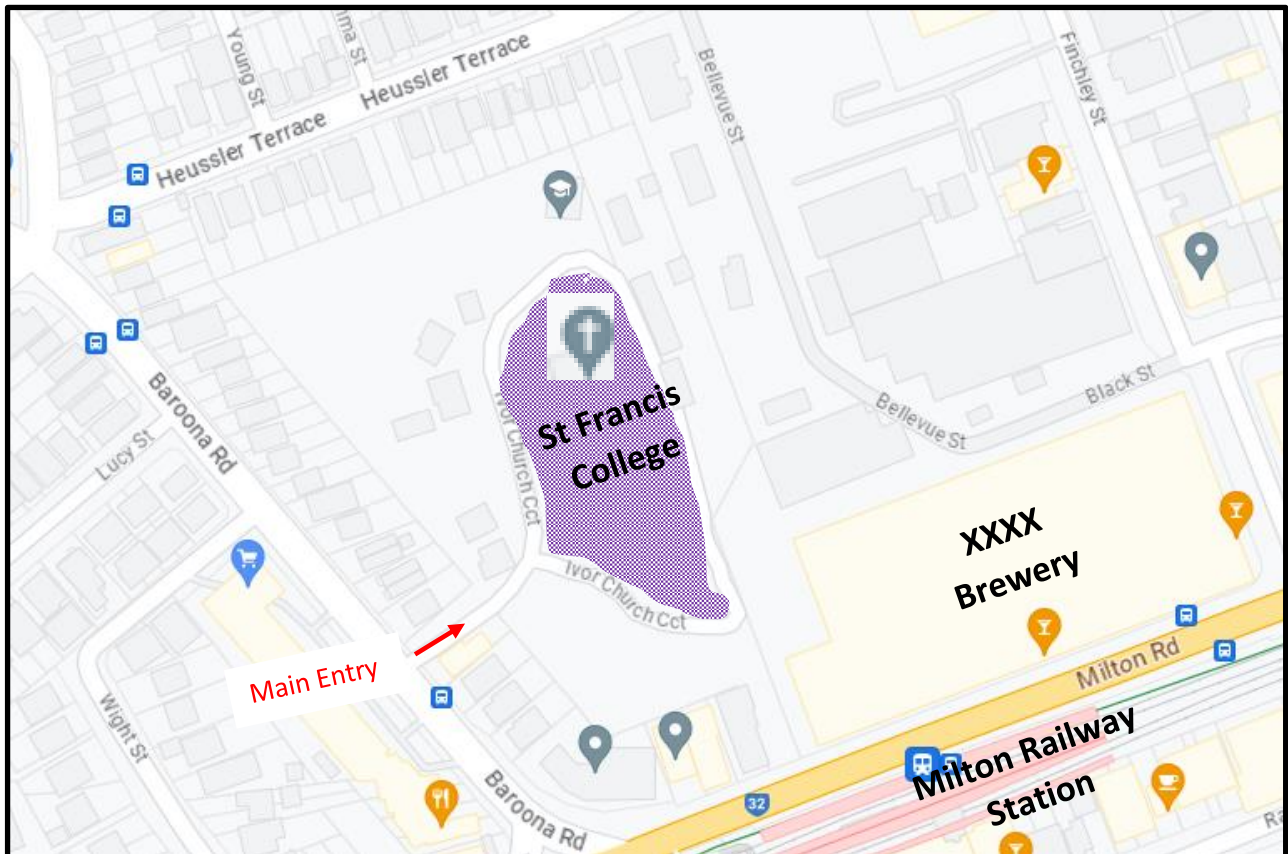 Young St
mma St
Heussler Terrace
Heussler Terrace
Bellevue St
Finchley St
Baroona Rd
Lucy St
Ivor Church Cct
St Francis
College
Bellevue St
Black St
XXXX
Brewery
Ivor Church Cct
Main Entry
Wight St
Milton Rd
Milton Railway
Station
Baroona Rd
32
Ra